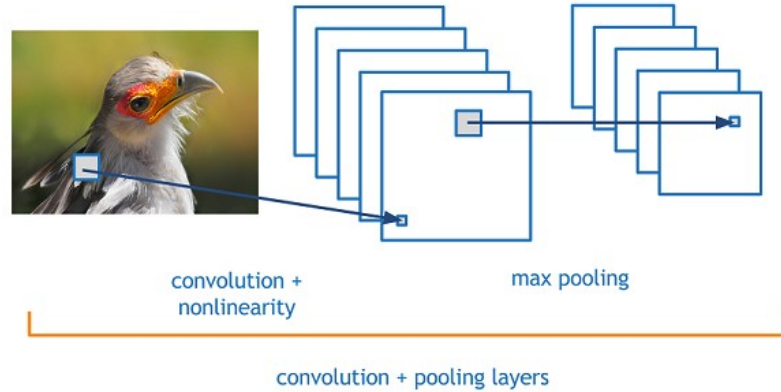 convolution +
nonlinearity
max pooling
convolution + pooling layers